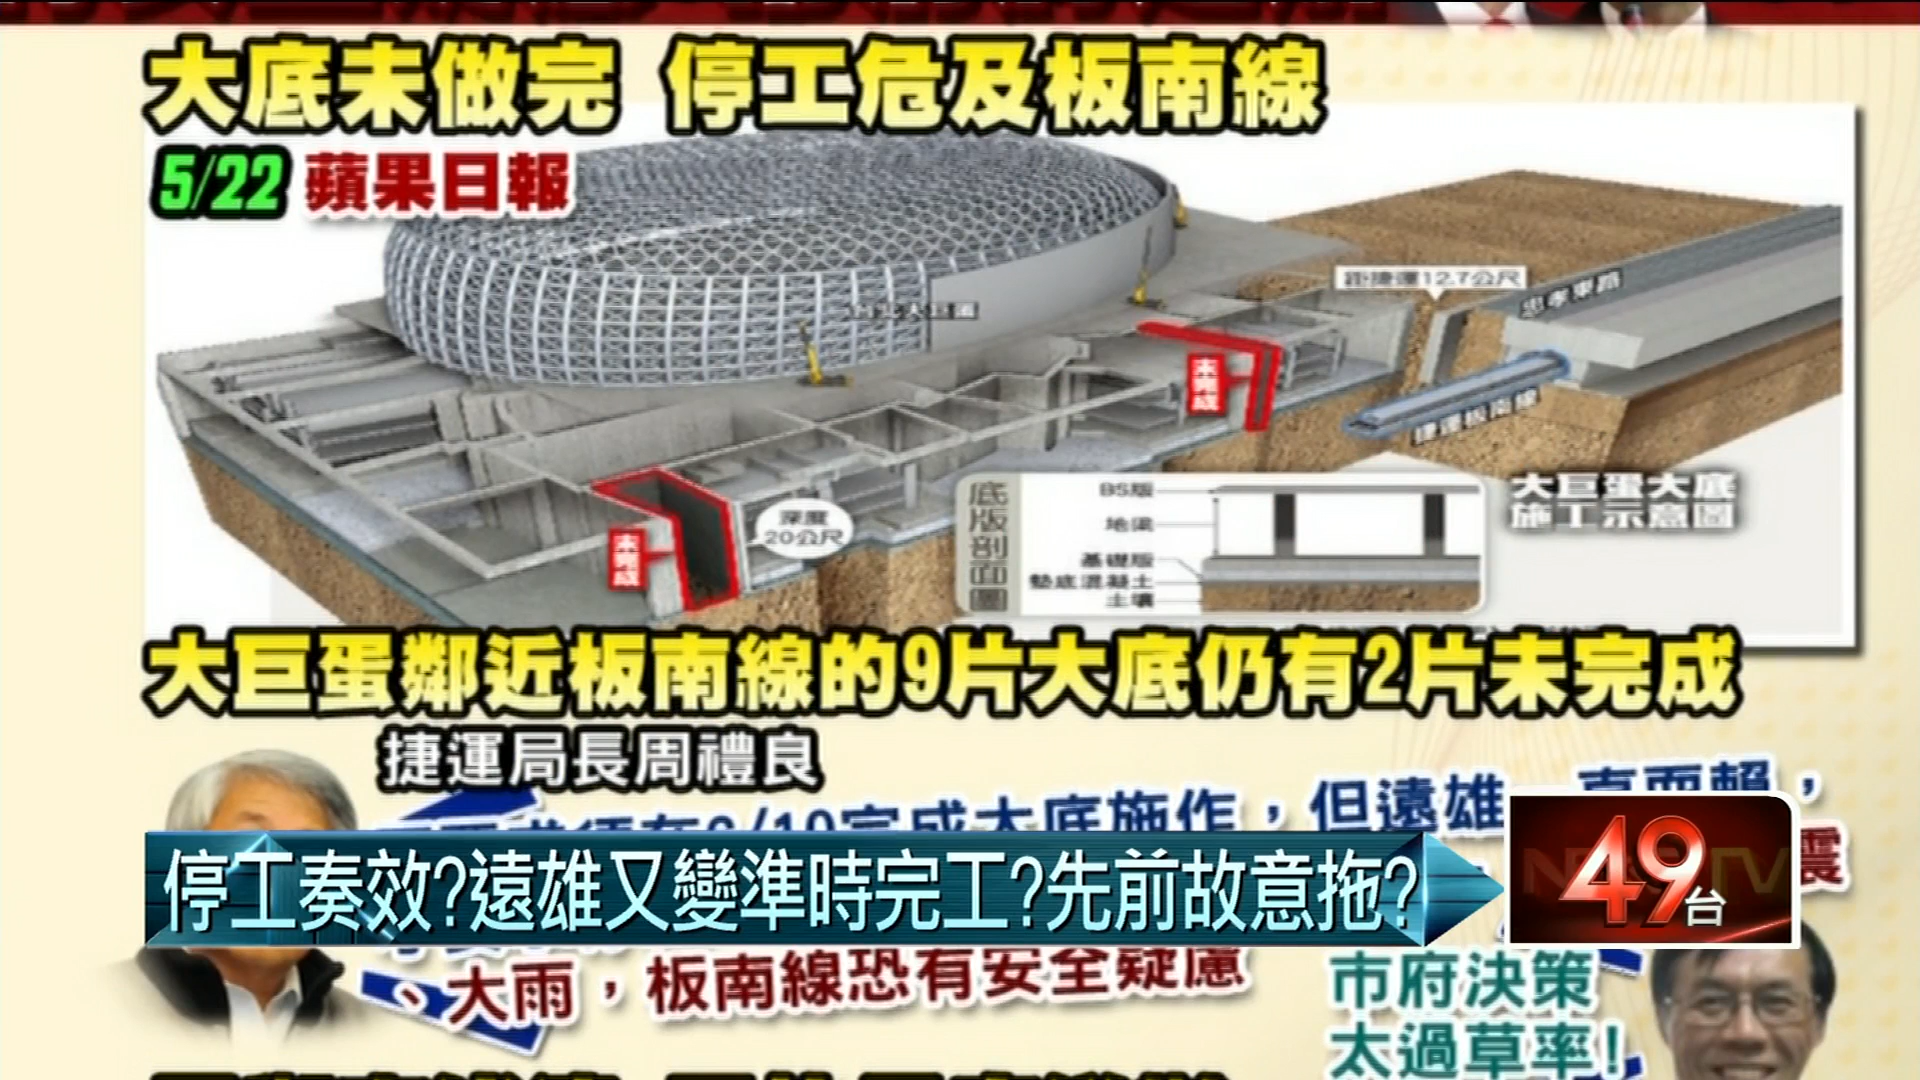 大底未做完 停工危及板南線
5/22 蘋果日報
距捷運12.7公尺
忠孝東路
未完成
捷運板南線
未完成
深度
20公尺
底版剖面圖
B5版
地梁
基礎版
墊底混凝土
土壤
大巨蛋大底
施工示意圖
大巨蛋鄰近板南線的9片大底仍有2片未完成
捷運局長周禮良
完成大底施作，但遠雄
停工奏效?遠雄又變準時完工?先前故意拖?
49台
震
、大雨，板南線恐有安全疑慮
市府決策
太過草率!